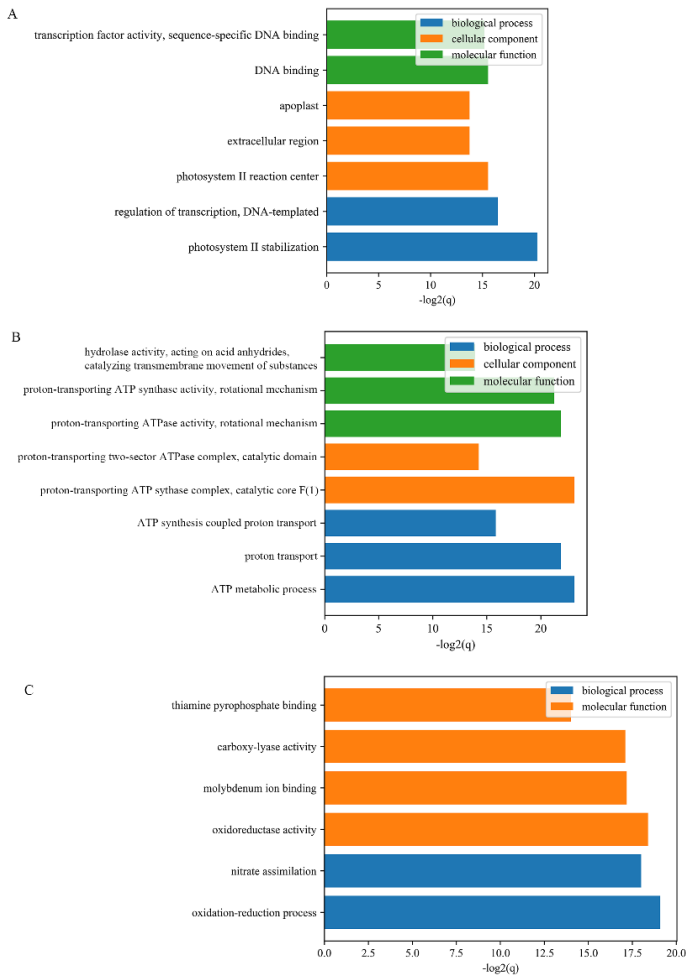 A
transcription factor activity, sequence-specific DNA binding
DNA binding
apoplast
extracellular region
photosystem II reaction center
regulation of transcription, DNA-templated
photosystem II stabilization
biological process
cellular component
molecular function
0 5 10 15 20
-log2(q)
B
hydrolase activity, acting on acid anhydrides,
catalyzing transmembrane movement of substances
proton-transporting ATP synthase activity, rotational mechanism
proton-transporting ATPase activity, rotational mechanism
proton-transporting two-sector ATPase complex, catalytic domain
proton-transporting ATP sythase complex, catalytic core F(1)
ATP synthesis coupled proton transport
proton transport
ATP metabolic process
biological process
cellular component
molecular function
0 5 10 15 20
-log2(q)
C
thiamine pyrophosphate binding
carboxy-lyase activity
molybdenum ion binding
oxidoreductase activity
nitrate assimilation
oxidation-reduction process
biological process
molecular function
0.0 2.5 5.0 7.5 10.0 12.5 15.0 17.5 20.0
-log2(q)